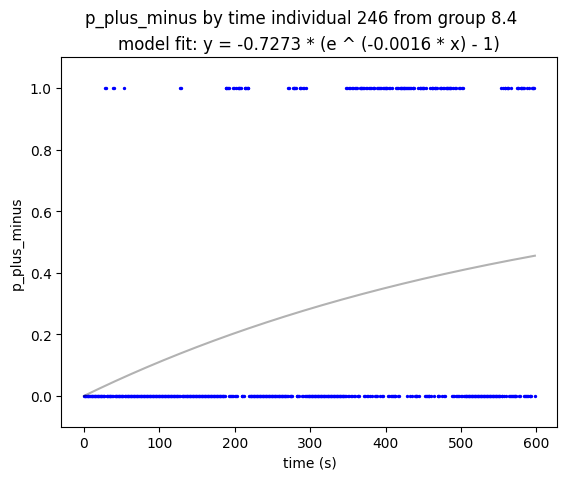 p_plus_minus by time individual 246 from group 8.4
model fit: y = -0.7273 * (e ^ (-0.0016 * x) - 1)
1.0
0.8
0.6
0.4
0.2
0.0
p_plus_minus
0 100 200 300 400 500 600
time (s)